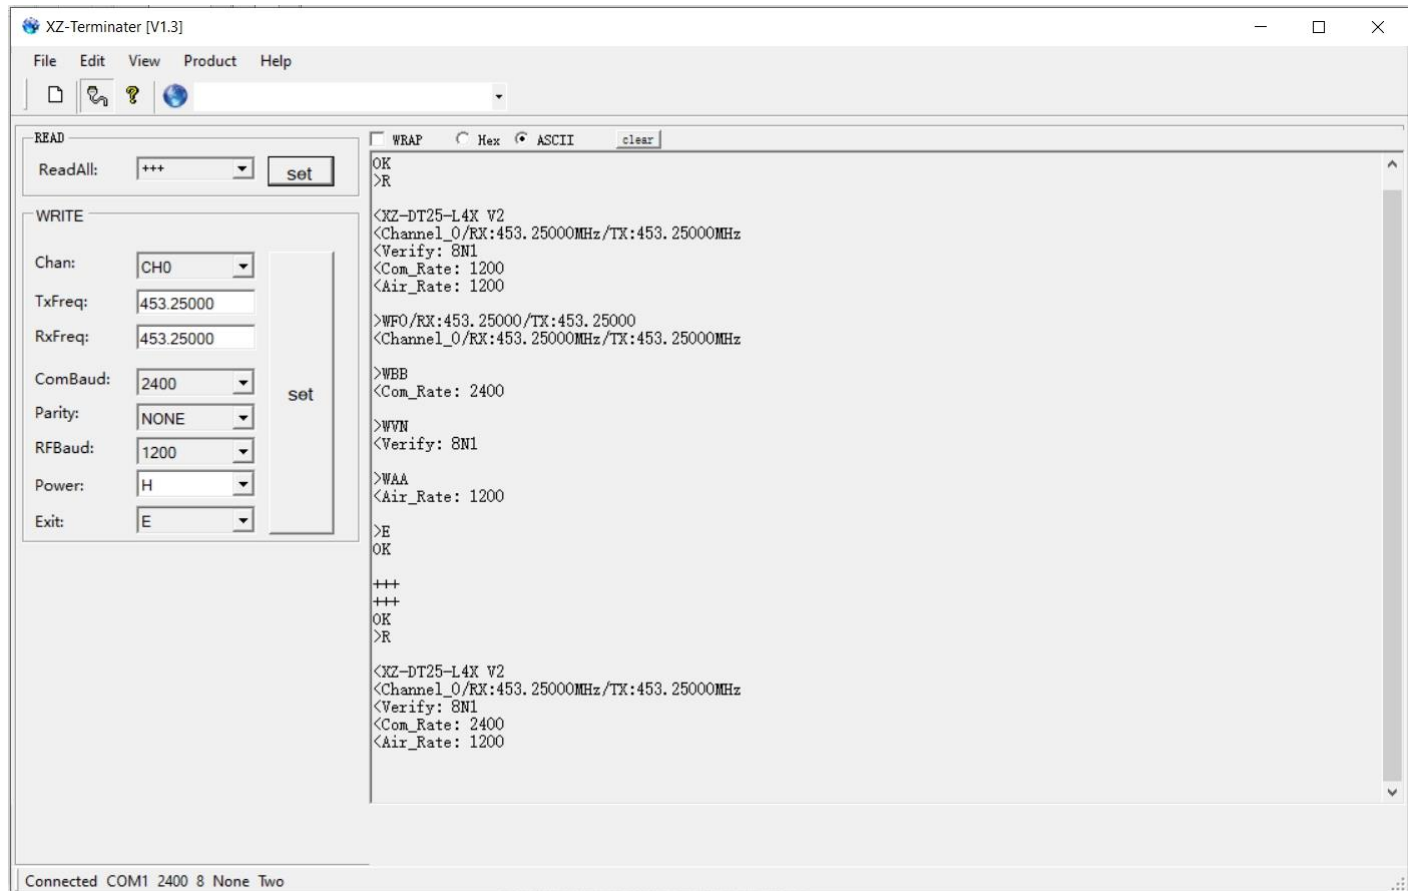 XZ-Terminater [V1.3]
File Edit View Product Help
READ
ReadAll: +++ set
WRITE
Chan: CH0
TxFreq: 453.25000
RxFreq: 453.25000
ComBaud: 2400
set
Parity: NONE
RFBaud: 1200
Power: H
Exit: E
WRAP Hex ASCII clear
OK
>R
<XZ-DT25-L4X V2
<Channel_0/RX:453.25000MHz/TX:453.25000MHz
<Verify: 8N1
<Com_Rate: 1200
<Air_Rate: 1200
>WF0/RX:453.25000/TX:453.25000
<Channel_0/RX:453.25000MHz/TX:453.25000MHz
>WBB
<Com_Rate: 2400
>WVN
<Verify: 8N1
>WAA
<Air_Rate: 1200
>E
OK
+++
+++
OK
>R
<XZ-DT25-L4X V2
<Channel_0/RX:453.25000MHz/TX:453.25000MHz
<Verify: 8N1
<Com_Rate: 2400
<Air_Rate: 1200
Connected COM1 2400 8 None Two